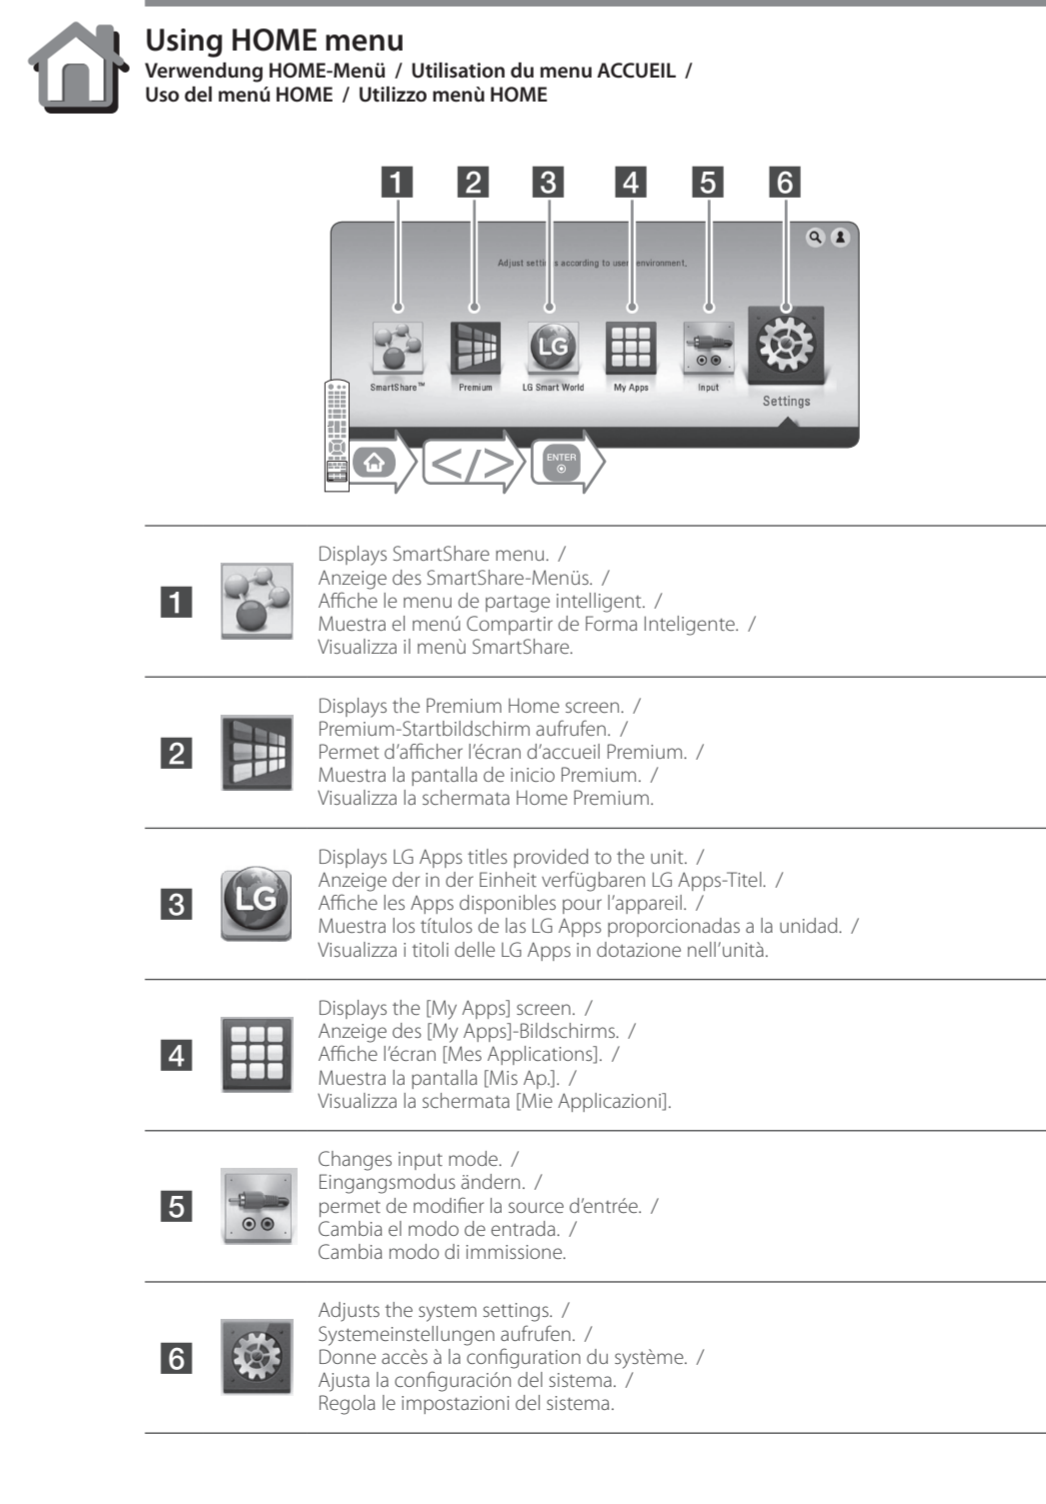 Using HOME menu
Verwendung HOME-Menü / Utilisation du menu ACCUEIL /
Uso del menú HOME / Utilizzo menù HOME
1 2 3 4 5 6
Adjust settings according to user environment.
SmartShare™ Premium LG Smart World My Apps Input Settings
LG
</> ENTER
1
Displays SmartShare menu. /
Anzeige des SmartShare-Menüs. /
Affiche le menu de partage intelligent. /
Muestra el menú Compartir de Forma Inteligente. /
Visualizza il menù SmartShare.
2
Displays the Premium Home screen. /
Premium-Startbildschirm aufrufen. /
Permet d’afficher l’écran d’accueil Premium. /
Muestra la pantalla de inicio Premium. /
Visualizza la schermata Home Premium.
3
LG
Displays LG Apps titles provided to the unit. /
Anzeige der in der Einheit verfügbaren LG Apps-Titel. /
Affiche les Apps disponibles pour l’appareil. /
Muestra los títulos de las LG Apps proporcionadas a la unidad. /
Visualizza i titoli delle LG Apps in dotazione nell’unità.
4
Displays the [My Apps] screen. /
Anzeige des [My Apps]-Bildschirms. /
Affiche l’écran [Mes Applications]. /
Muestra la pantalla [Mis Ap.]. /
Visualizza la schermata [Mie Applicazioni].
5
Changes input mode. /
Eingangsmodus ändern. /
permet de modifier la source d’entrée. /
Cambia el modo de entrada. /
Cambia modo di immissione.
6
Adjusts the system settings. /
Systemeinstellungen aufrufen. /
Donne accès à la configuration du système. /
Ajusta la configuración del sistema. /
Regola le impostazioni del sistema.